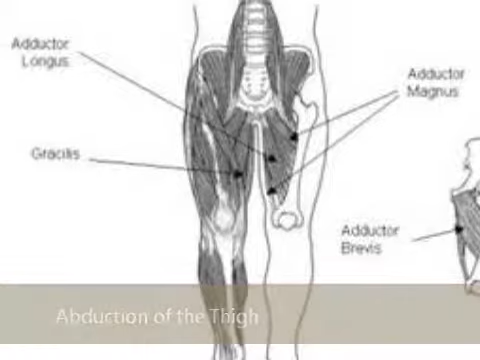 Adductor
Longus
Adductor
Magnus
Gracilis
Adductor
Brevis
Abduction of the Thigh